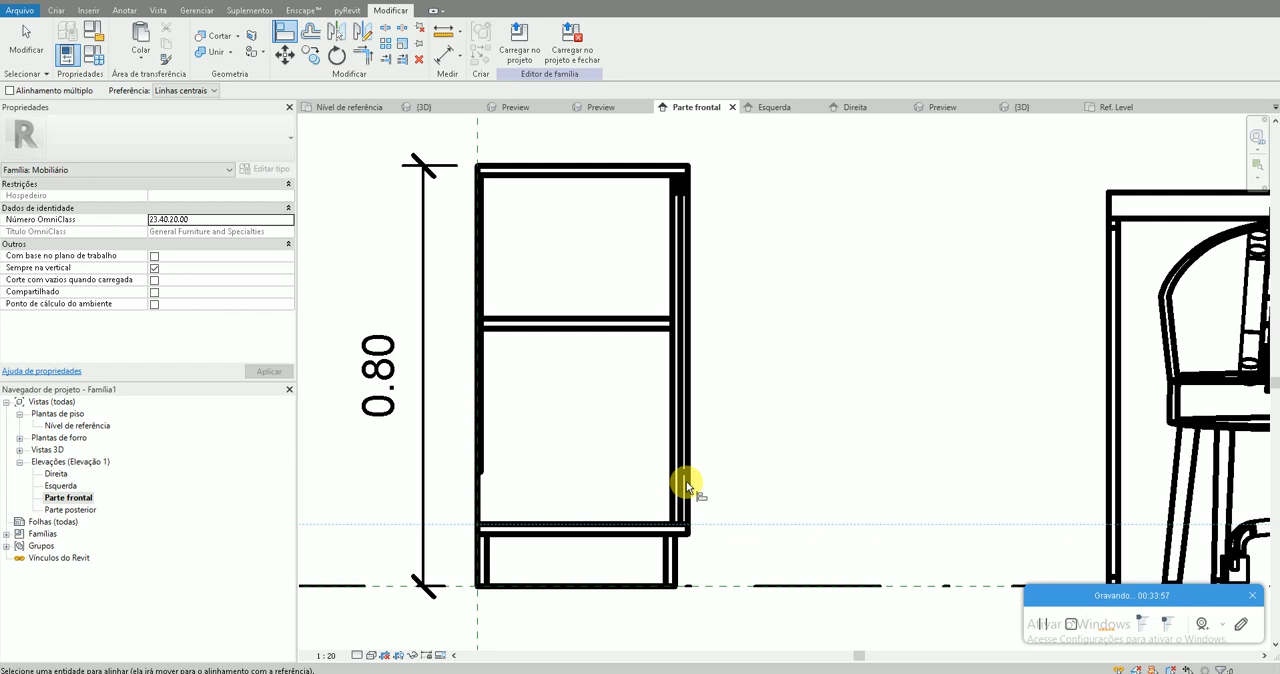 Arquivo Criar Inserir Anotar Vista Gerenciar Suplementos Enscape™ pyRevit Modificar
Modificar
Colar
Cortar
Unir
Carregar no
projeto
Carregar no
projeto e fechar
Selecionar Propriedades Área de transferência Geometria Modificar Medir Criar Editor de família
Alinhamento múltiplo Preferência: Linhas centrais
Propriedades
Nível de referência {3D} Preview Preview Parte frontal Esquerda Direita Preview {3D} Ref. Level
Família: Mobiliário Editar tipo
Restrições
Hospedeiro
Dados de identidade
Número OmniClass 23.40.20.00
Título OmniClass General Furniture and Specialties
Outros
Com base no plano de trabalho
Sempre na vertical
Corte com vazios quando carregada
Compartilhado
Ponto de cálculo do ambiente
Ajuda de propriedades Aplicar
Navegador de projeto - Família1
Vistas (todas)
Plantas de piso
Nível de referência
Plantas de forro
Vistas 3D
Elevações (Elevação 1)
Direita
Esquerda
Parte frontal
Parte posterior
Folhas (todas)
Famílias
Grupos
Vínculos do Revit
0.80
Gravando... 00:33:57
Ativar o Windows
Acesse Configurações para ativar o Windows.
1 : 20
Selecione uma entidade para alinhar (ela irá mover para o alinhamento com a referência).
:0